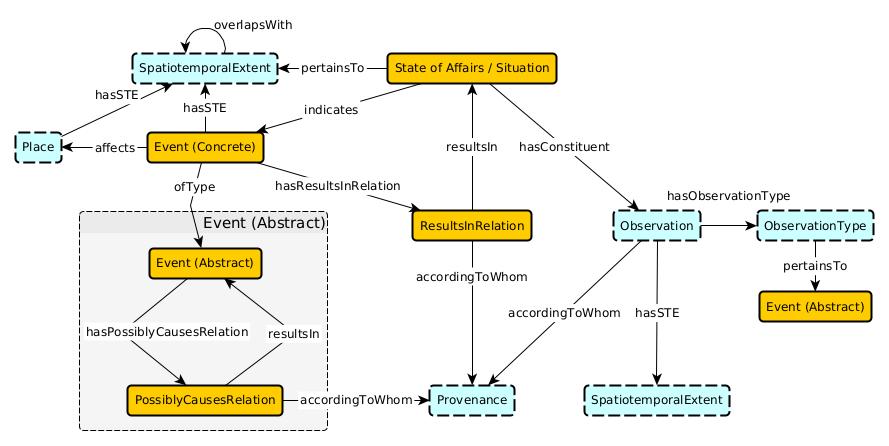 overlapsWith
SpatiotemporalExtent
pertainsTo
State of Affairs / Situation
hasSTE
hasSTE
indicates
Place
affects
Event (Concrete)
resultsIn
hasConstituent
ofType
hasResultsInRelation
hasObservationType
Event (Abstract)
ResultsInRelation
Observation
ObservationType
Event (Abstract)
accordingToWhom
pertainsTo
hasPossiblyCausesRelation
resultsIn
accordingToWhom
hasSTE
Event (Abstract)
PossiblyCausesRelation
accordingToWhom
Provenance
SpatiotemporalExtent